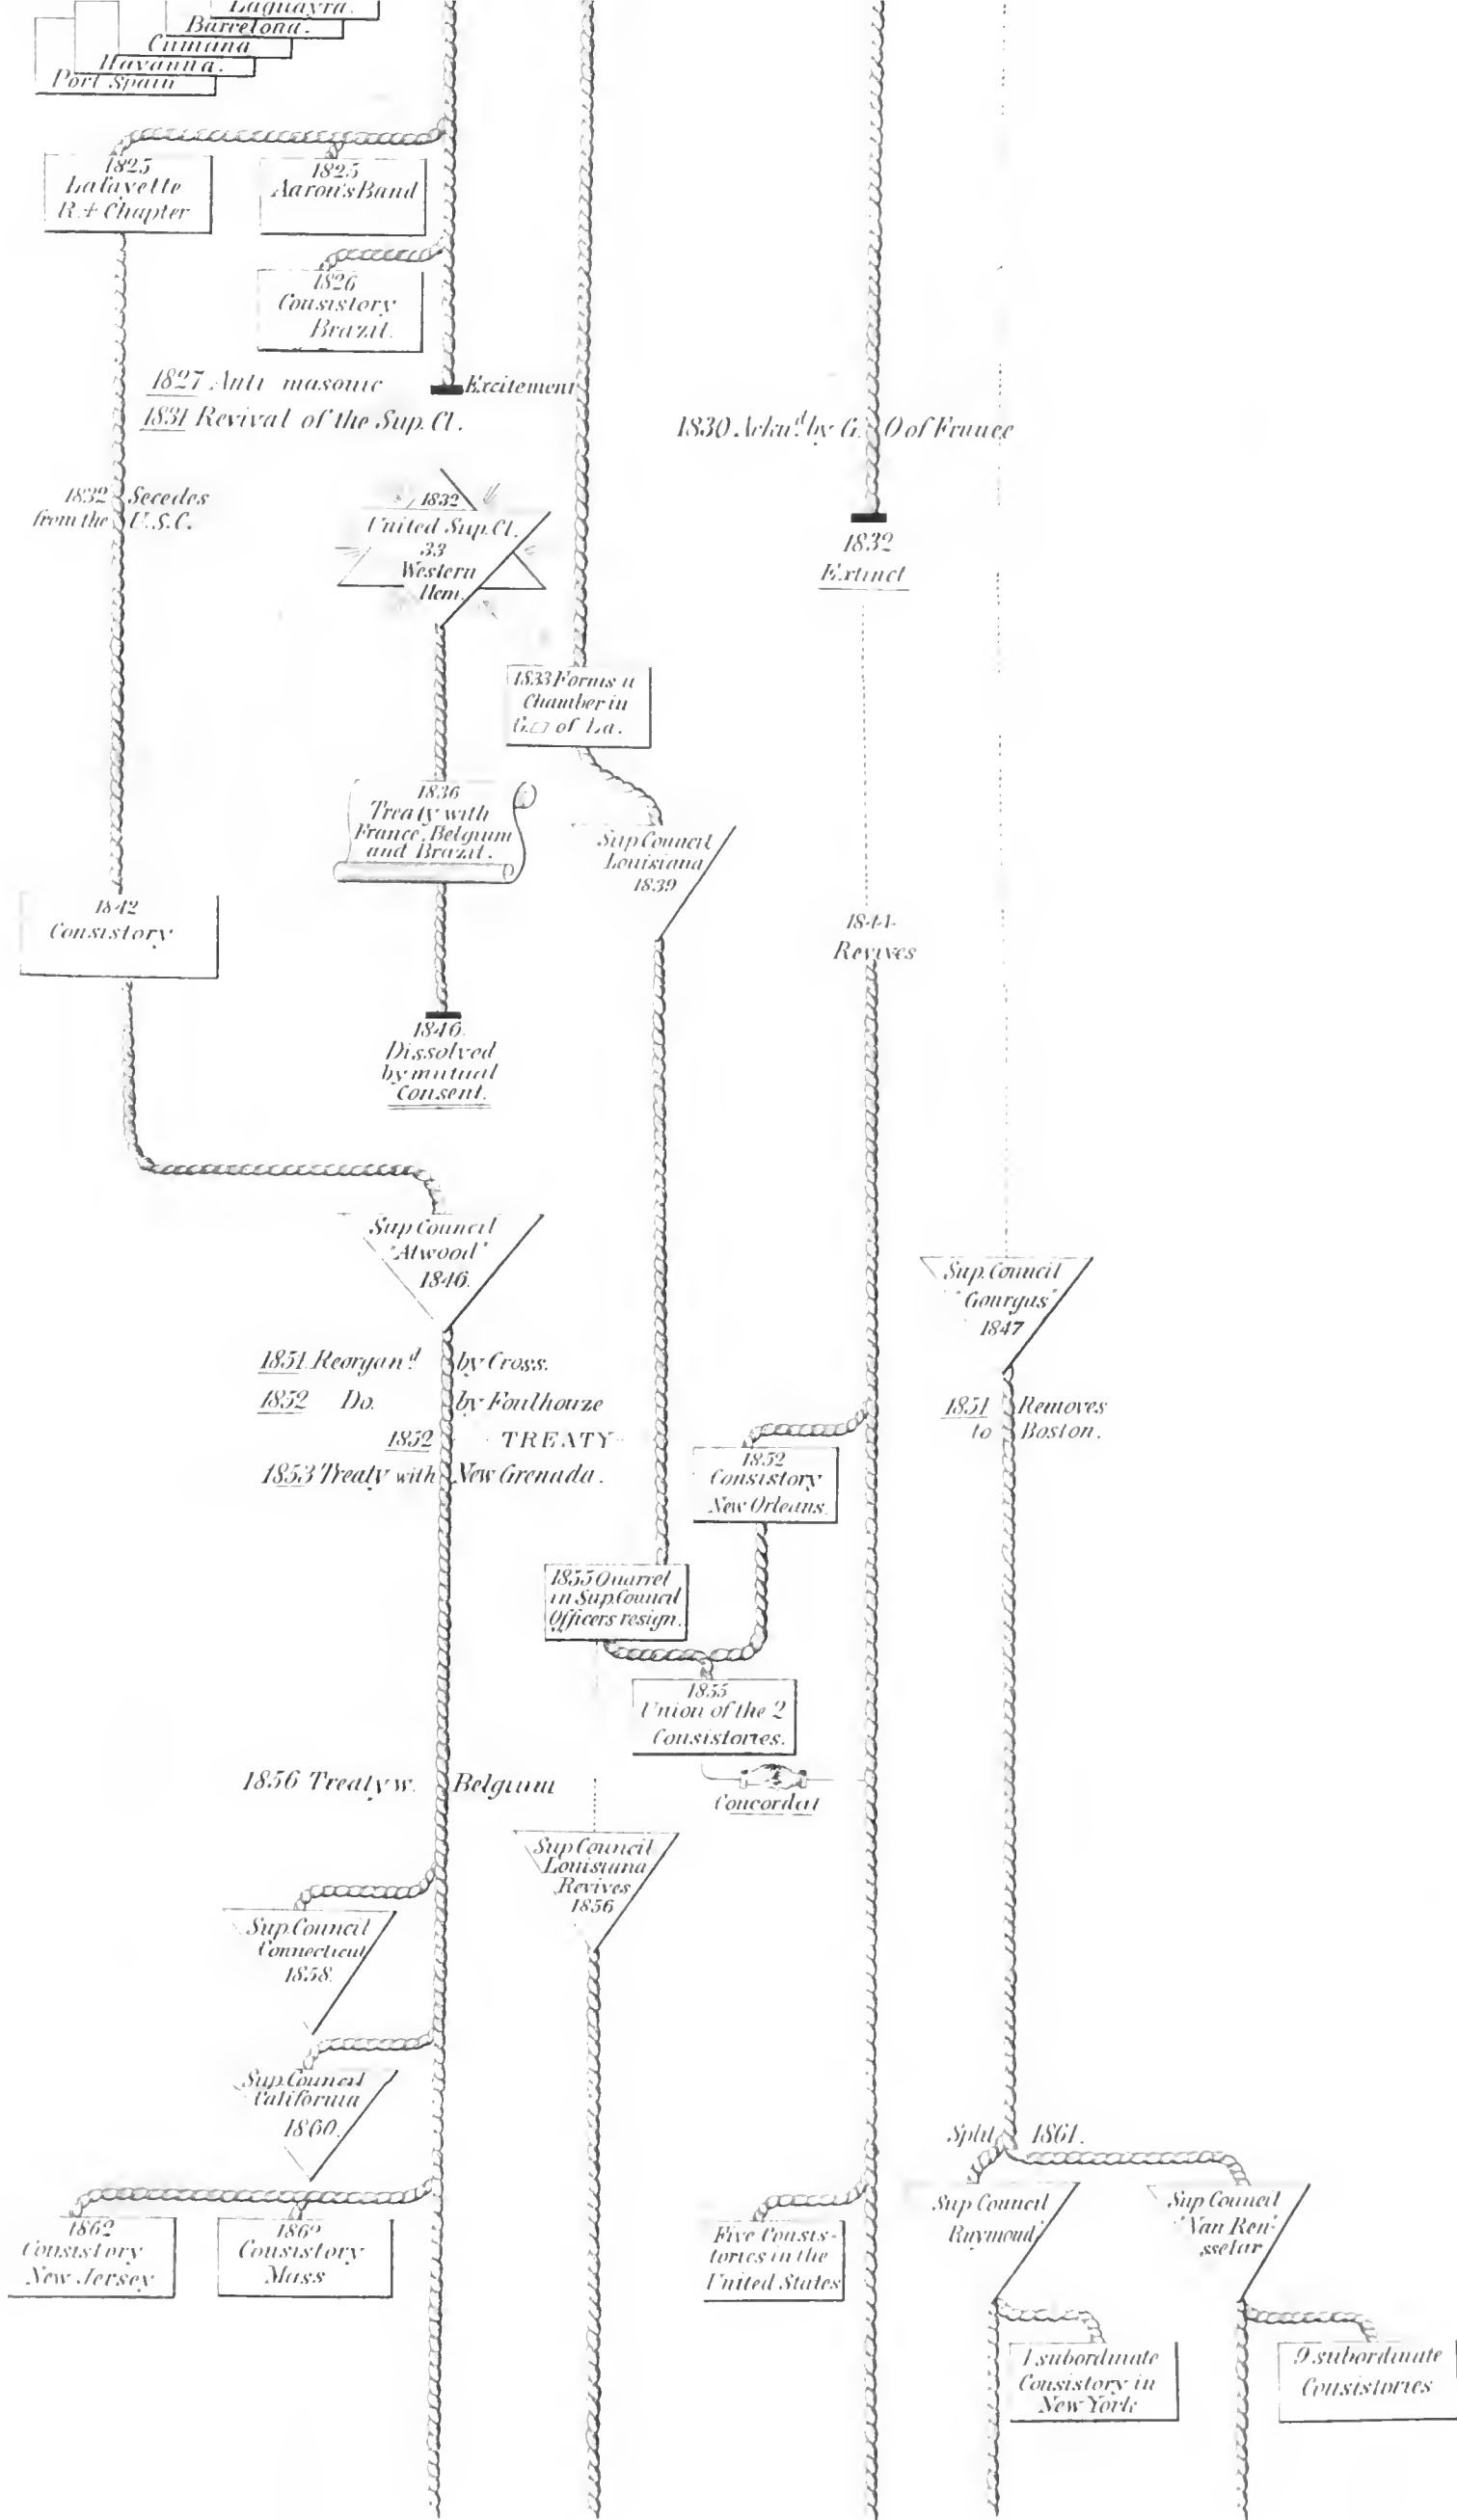 Laguayra.
Barcelona.
Cumana
Havanna.
Port Spain
1825
Lafayette
R.+ Chapter
1825
Aaron's Band
1826
Consistory
Brazil.
1827 Anti masonic Excitement
1831 Revival of the Sup. Cl.
1830 Ackn.d by G. O of France
1832 Secedes
from the U.S.C.
1832
United Sup. Cl.
33
Western
Hem.
1832
Extinct
1833 Forms a
Chamber in
G.▭ of La.
1836
Treaty with
France, Belgium
and Brazil.
Sup Council
Louisiana
1839
1842
Consistory
1844
Revives
1846.
Dissolved
by mutual
Consent.
Sup Council
"Atwood"
1846.
Sup. Council
"Gourgas"
1847
1851 Reorgan.d by Cross.
1852 Do. by Foulhouze
1852 TREATY
1853 Treaty with New Grenada.
1851 Removes
to Boston.
1852
Consistory
New Orleans.
1855 Quarrel
in Sup. Council
Officers resign.
1855
Union of the 2
Consistories.
1856 Treaty w. Belgium
Concordat
Sup Council
Louisiana
Revives
1856
Sup. Council
Connecticut
1858.
Sup. Council
California
1860.
Split 1861.
1862
Consistory
New Jersey
1862
Consistory
Mass
Five Consis-
tories in the
United States
Sup Council
Raymond"
Sup Council
"Van Ren-
sselar
1 subordinate
Consistory in
New York
9 subordinate
Consistories